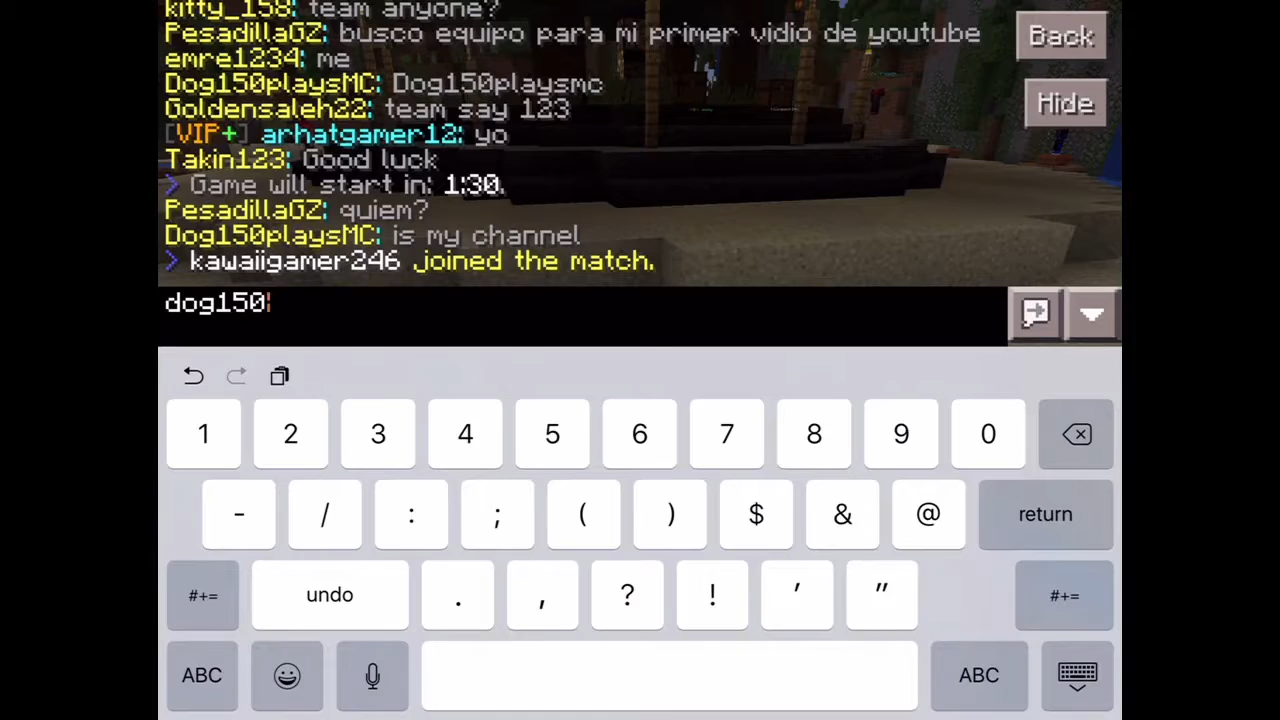 kitty_158: team anyone?
PesadillaGZ: busco equipo para mi primer vidio de youtube
Back
emre1234: me
Dog150playsMC: Dog150playsmc
Hide
Goldensaleh22: team say 123
[VIP+] arhatgamer12: yo
Takin123: Good luck
> Game will start in: 1:30.
PesadillaGZ: quiem?
Dog150playsMC: is my channel
> kawaiigamer246 joined the match.
dog150
1 2 3 4 5 6 7 8 9 0
- / : ; ( ) $ & @ return
#+= undo . , ? ! ' " #+=
ABC ABC